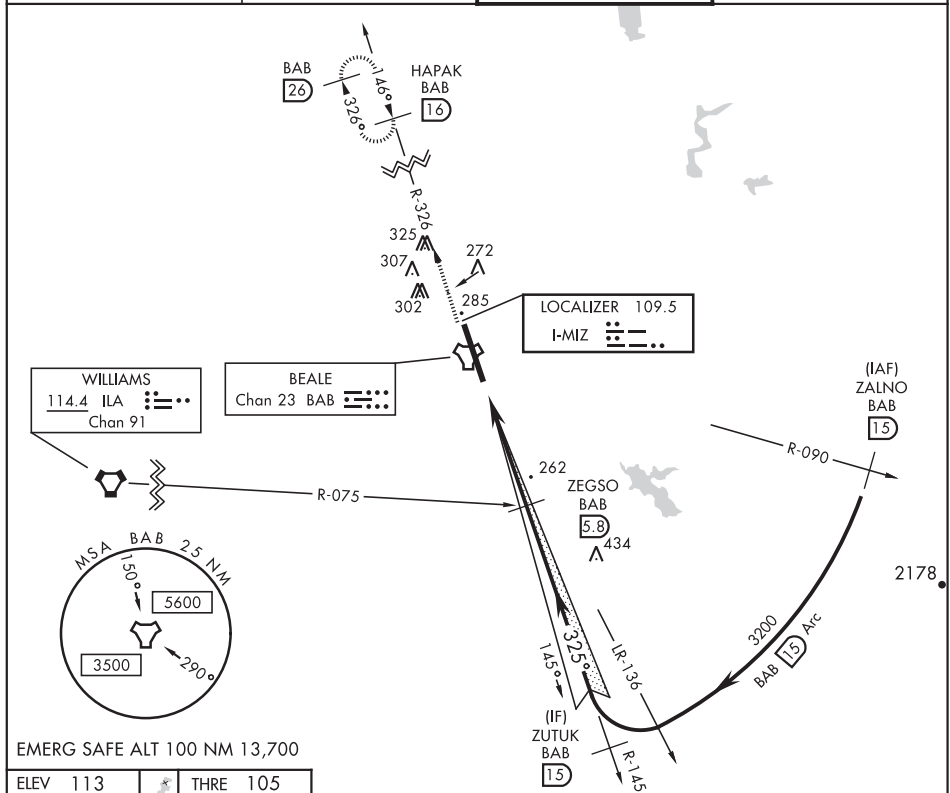 BAB
26
146°
326°
HAPAK
BAB
16
R-326
325
307
302
272
285
LOCALIZER 109.5
I-MIZ
WILLIAMS
114.4 ILA
Chan 91
BEALE
Chan 23 BAB
(IAF)
ZALNO
BAB
15
R-090
R-075
262
ZEGSO
BAB
5.8
434
2178
MSA BAB 25 NM
150°
5600
3500
290°
3200
BAB 15 Arc
325°
145°
LR-136
(IF)
ZUTUK
BAB
15
R-145
EMERG SAFE ALT 100 NM 13,700
ELEV 113
THRE 105